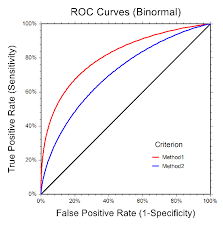 ROC Curves (Binormal)
True Positive Rate (Sensitivity)
100%
80%
60%
40%
20%
0%
Criterion
Method1
Method2
0% 20% 40% 60% 80% 100%
False Positive Rate (1-Specificity)